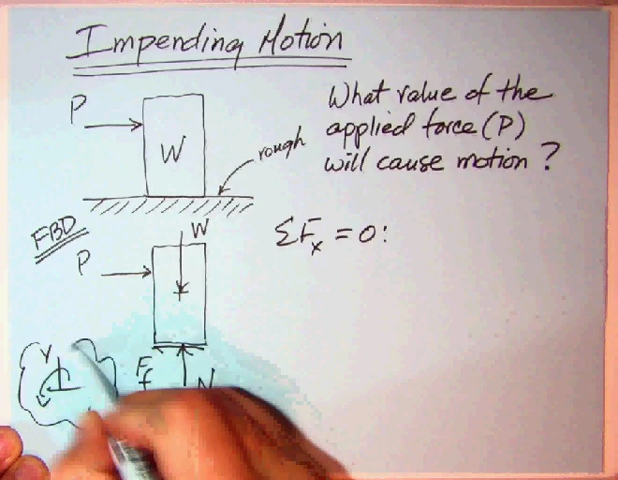 Impending Motion
P
W
rough
What value of the
applied force (P)
will cause motion?
FBD
W
P
ΣFx = 0:
Y
Ff
N